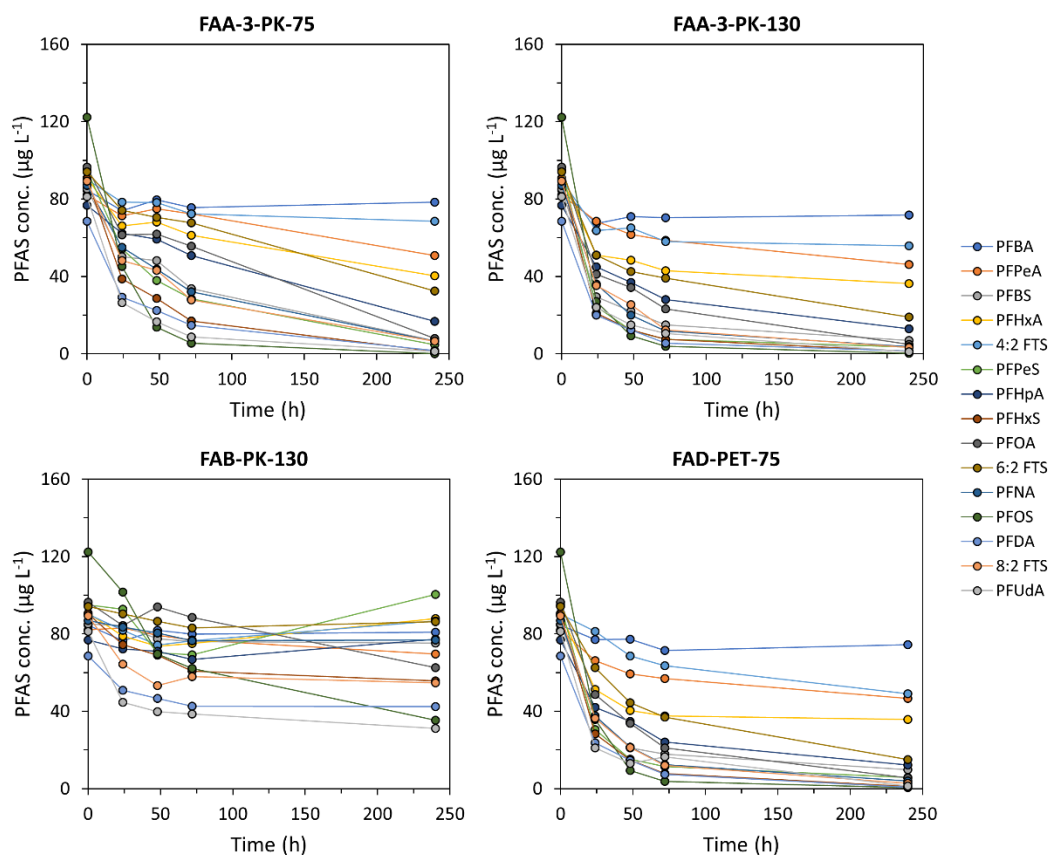 FAA-3-PK-75
FAA-3-PK-130
PFAS conc. (µg L⁻¹)
160
120
80
40
0
0 50 100 150 200 250
Time (h)
PFAS conc. (µg L⁻¹)
160
120
80
40
0
0 50 100 150 200 250
Time (h)
FAB-PK-130
FAD-PET-75
PFAS conc. (µg L⁻¹)
160
120
80
40
0
0 50 100 150 200 250
Time (h)
PFAS conc. (µg L⁻¹)
160
120
80
40
0
0 50 100 150 200 250
Time (h)
PFBA
PFPeA
PFBS
PFHxA
4:2 FTS
PFPeS
PFHpA
PFHxS
PFOA
6:2 FTS
PFNA
PFOS
PFDA
8:2 FTS
PFUdA